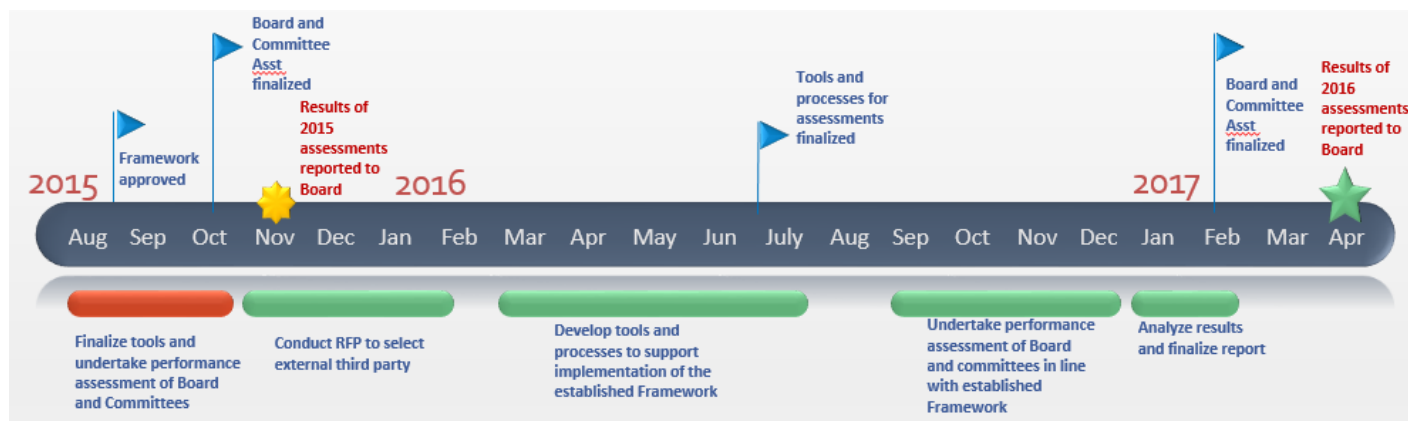 Board and
Committee
Asst
finalized
Results of
2015
assessments
reported to
Board
Framework
approved
Tools and
processes for
assessments
finalized
Board and
Committee
Asst
finalized
Results of
2016
assessments
reported to
Board
2015
2016
2017
Aug Sep Oct Nov Dec Jan Feb Mar Apr May Jun July Aug Sep Oct Nov Dec Jan Feb Mar Apr
Finalize tools and
undertake performance
assessment of Board
and Committees
Conduct RFP to select
external third party
Develop tools and
processes to support
implementation of the
established Framework
Undertake performance
assessment of Board
and committees in line
with established
Framework
Analyze results
and finalize report